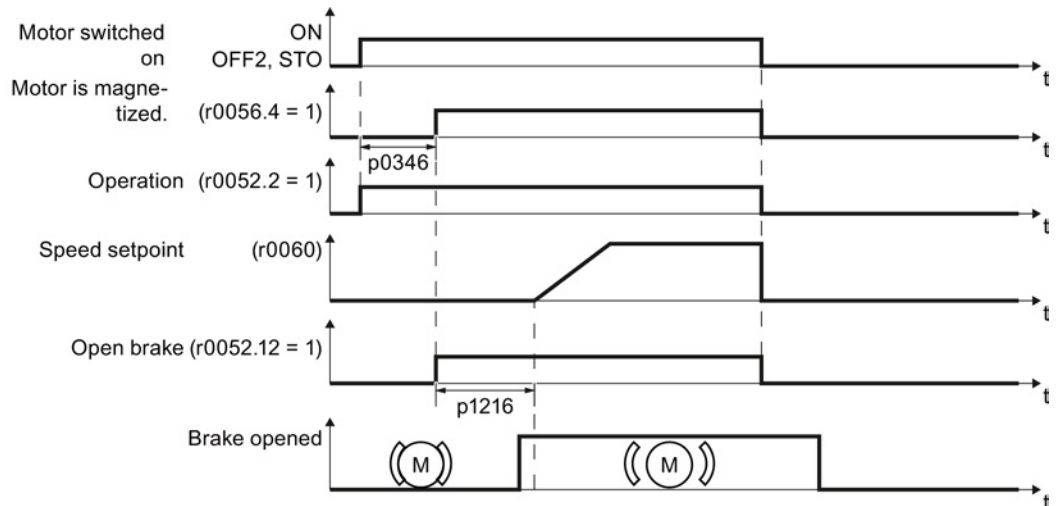 Motor switched on
ON
OFF2, STO
t
Motor is magne-
tized.
(r0056.4 = 1)
t
p0346
Operation (r0052.2 = 1)
t
Speed setpoint (r0060)
t
Open brake (r0052.12 = 1)
t
p1216
Brake opened
M
M
t